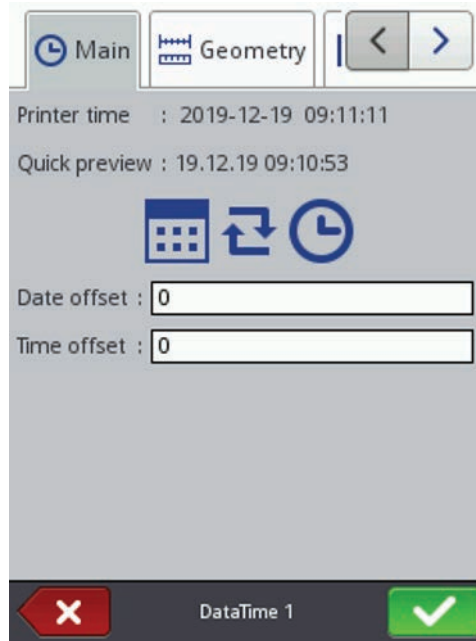 Main Geometry
Printer time : 2019-12-19 09:11:11
Quick preview : 19.12.19 09:10:53
Date offset : 0
Time offset : 0
DataTime 1